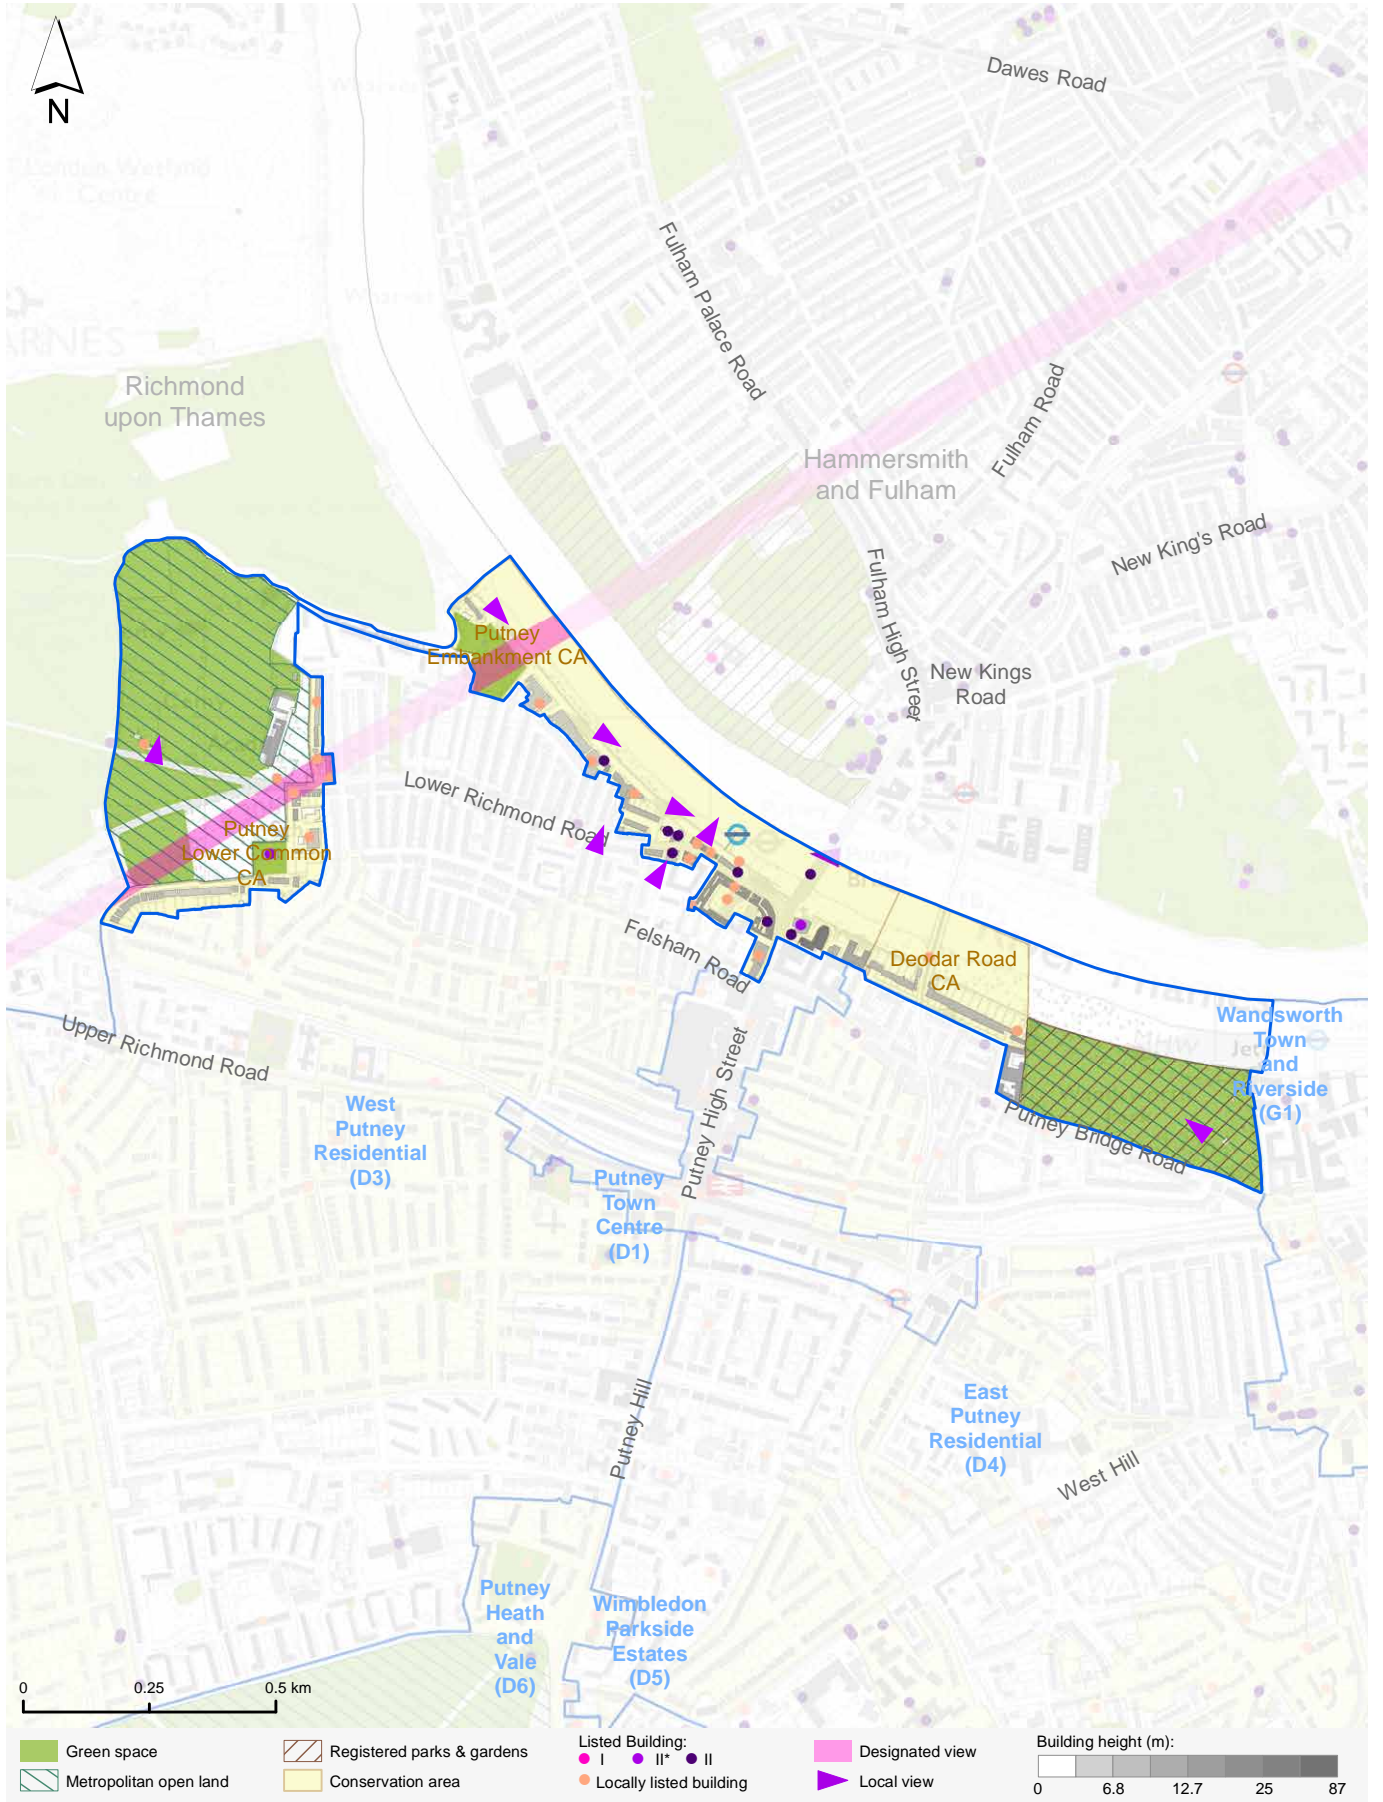 Dawes Road
N
London Wetland
Centre
Fulham Palace Road
Richmond
upon Thames
Fulham Road
Hammersmith
and Fulham
New King's Road
Fulham High Street
Putney
Embankment CA
New Kings
Road
Lower Richmond Road
Putney
Lower Common
CA
Felsham Road
Deodar Road
CA
Upper Richmond Road
Wandsworth
Town
and
Riverside
(G1)
Putney High Street
West
Putney
Residential
(D3)
Putney Bridge Road
Putney
Town
Centre
(D1)
Putney Hill
East
Putney
Residential
(D4)
West Hill
Putney
Heath
and
Vale
(D6)
Wimbledon
Parkside
Estates
(D5)
0 0.25 0.5 km
Green space
Metropolitan open land
Registered parks & gardens
Conservation area
Listed Building:
I II* II
Locally listed building
Designated view
Local view
Building height (m):
0 6.8 12.7 25 87